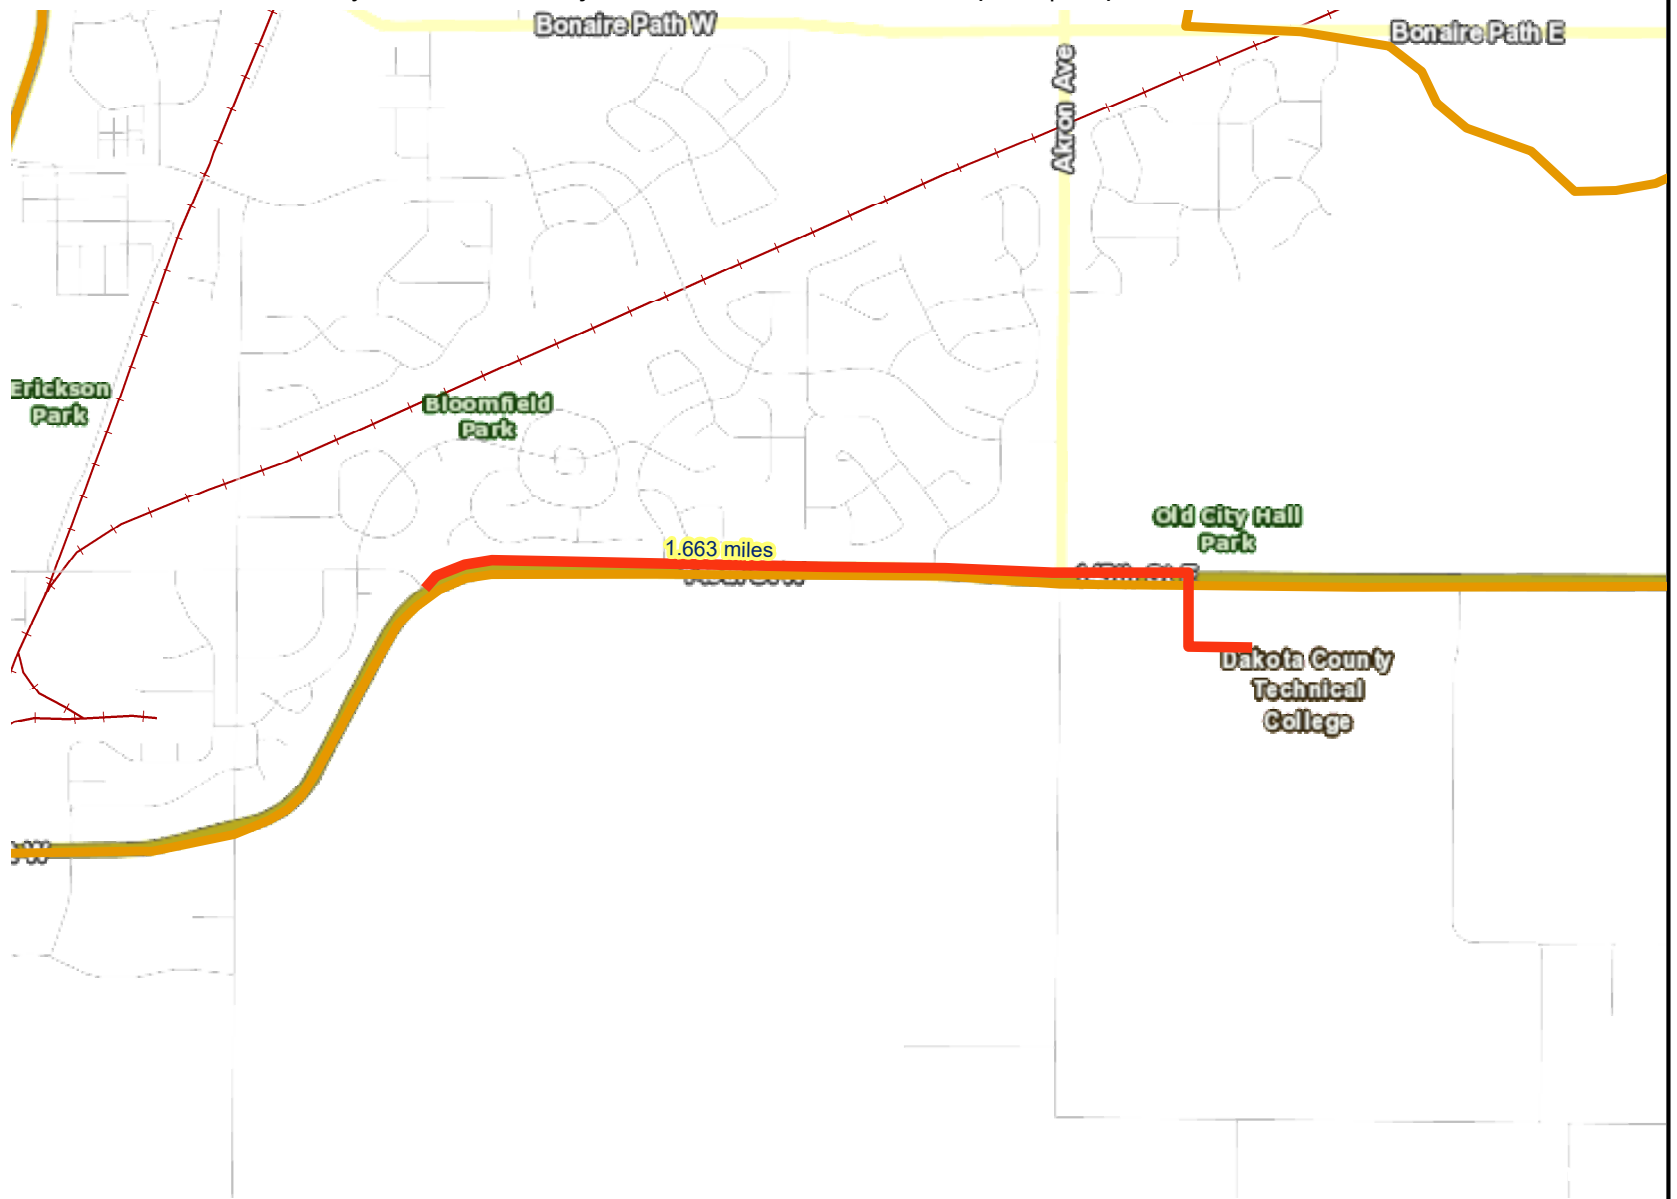 Bonaire Path W
Bonaire Path E
Akron Ave
Erickson
Park
Bloomfield
Park
Old City Hall
Park
1.663 miles
Dakota County
Technical
College
W